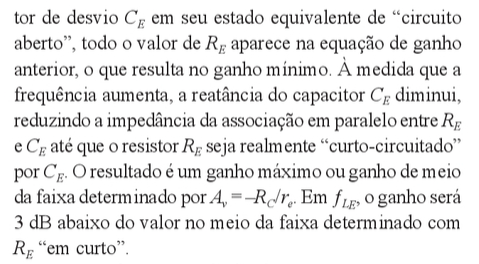 tor de desvio C_E em seu estado equivalente de “circuito
aberto”, todo o valor de R_E aparece na equação de ganho
anterior, o que resulta no ganho mínimo. À medida que a
frequência aumenta, a reatância do capacitor C_E diminui,
reduzindo a impedância da associação em paralelo entre R_E
e C_E até que o resistor R_E seja realmente “curto-circuitado”
por C_E. O resultado é um ganho máximo ou ganho de meio
da faixa determinado por A_v = –R_C/r_e. Em f_LE, o ganho será
3 dB abaixo do valor no meio da faixa determinado com
R_E “em curto”.